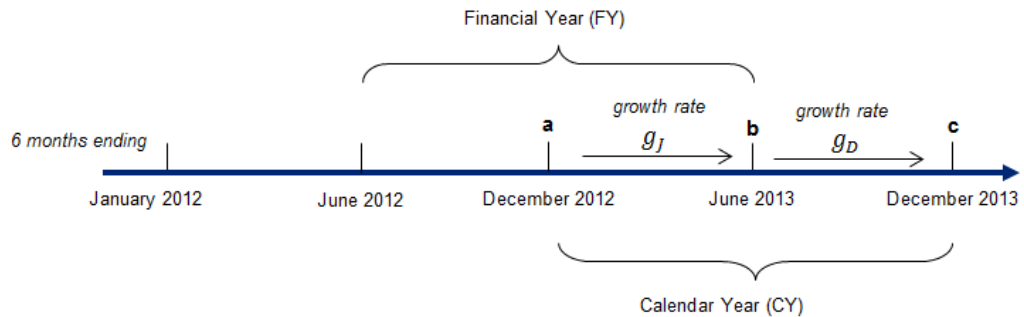 Financial Year (FY)
growth rate
growth rate
a
b
c
6 months ending
g_J
g_D
January 2012
June 2012
December 2012
June 2013
December 2013
Calendar Year (CY)